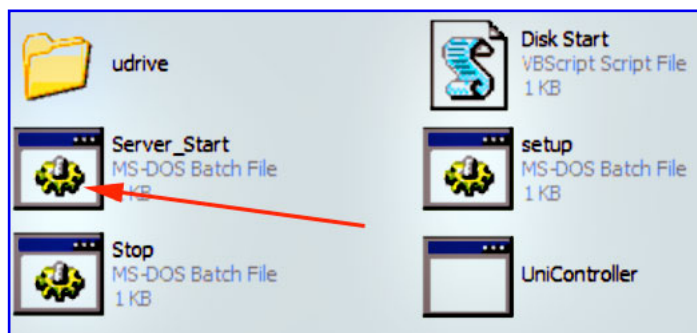 udrive
Disk Start
VBScript Script File
1 KB
Server_Start
MS-DOS Batch File
KB
setup
MS-DOS Batch File
1 KB
Stop
MS-DOS Batch File
1 KB
UniController